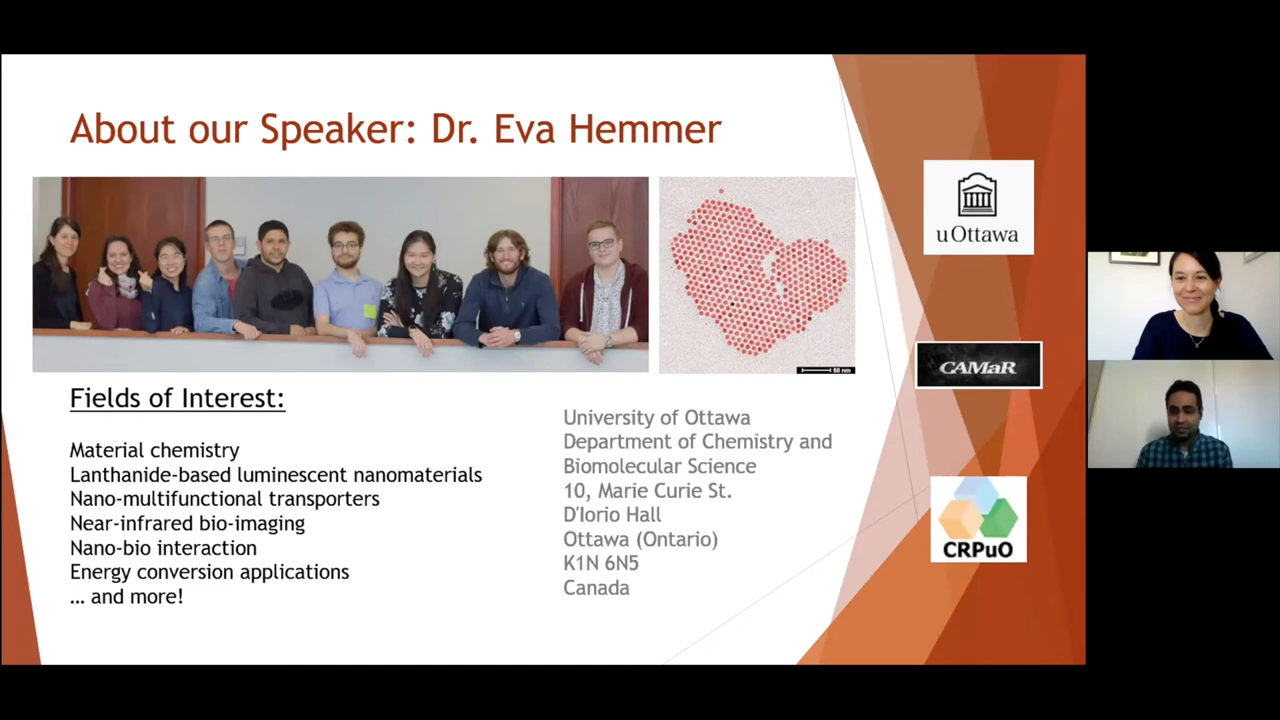 About our Speaker: Dr. Eva Hemmer
50 nm
Fields of Interest:
Material chemistry
Lanthanide-based luminescent nanomaterials
Nano-multifunctional transporters
Near-infrared bio-imaging
Nano-bio interaction
Energy conversion applications
… and more!
University of Ottawa
Department of Chemistry and
Biomolecular Science
10, Marie Curie St.
D'Iorio Hall
Ottawa (Ontario)
K1N 6N5
Canada
uOttawa
CAMaR
CRPuO